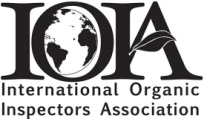 IOIA
International Organic
Inspectors Association